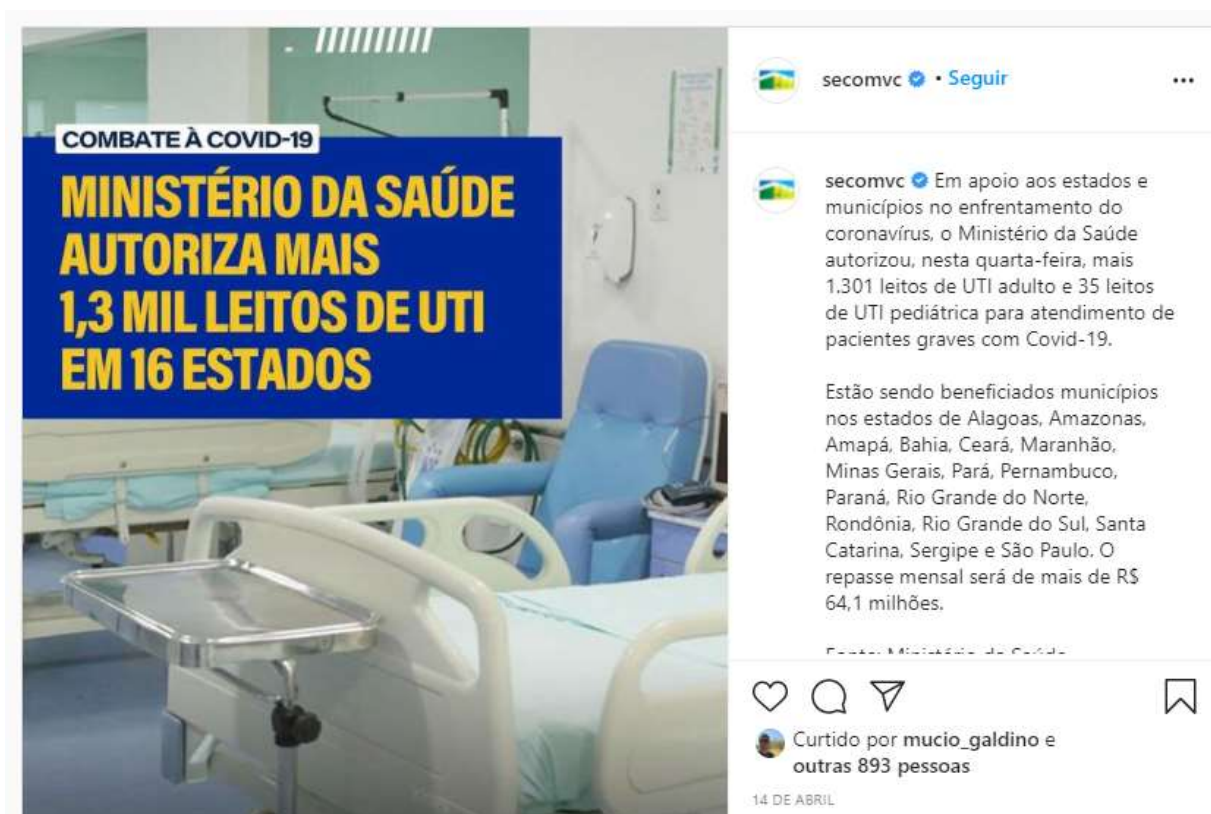 COMBATE À COVID-19
MINISTÉRIO DA SAÚDE
AUTORIZA MAIS
1,3 MIL LEITOS DE UTI
EM 16 ESTADOS
secomvc • Seguir
secomvc Em apoio aos estados e
municípios no enfrentamento do
coronavírus, o Ministério da Saúde
autorizou, nesta quarta-feira, mais
1.301 leitos de UTI adulto e 35 leitos
de UTI pediátrica para atendimento de
pacientes graves com Covid-19.
Estão sendo beneficiados municípios
nos estados de Alagoas, Amazonas,
Amapá, Bahia, Ceará, Maranhão,
Minas Gerais, Pará, Pernambuco,
Paraná, Rio Grande do Norte,
Rondônia, Rio Grande do Sul, Santa
Catarina, Sergipe e São Paulo. O
repasse mensal será de mais de R$
64,1 milhões.
Fonte: Ministério da Saúde
Curtido por mucio_galdino e
outras 893 pessoas
14 DE ABRIL